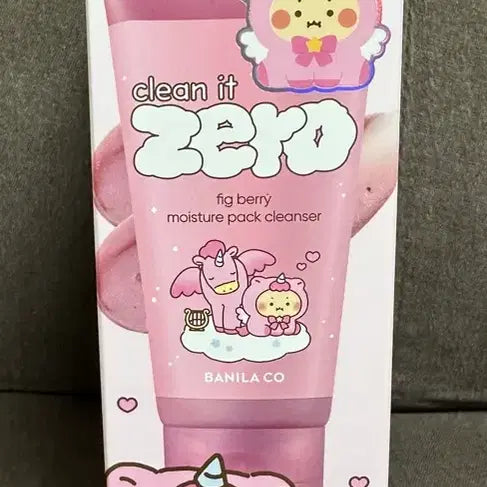 clean it
zero
fig berry
moisture pack cleanser
BANILA CO